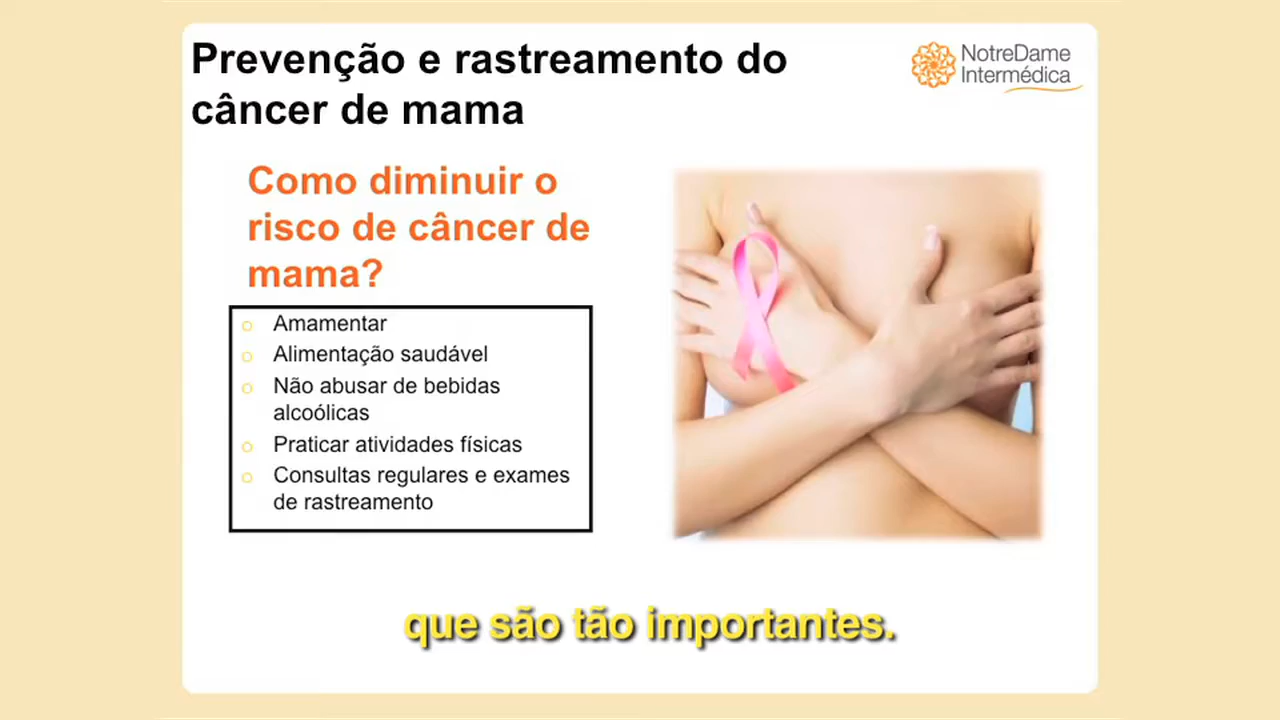 Prevenção e rastreamento do
câncer de mama
NotreDame
Intermédica
Como diminuir o
risco de câncer de
mama?
Amamentar
Alimentação saudável
Não abusar de bebidas
alcoólicas
Praticar atividades físicas
Consultas regulares e exames
de rastreamento
que são tão importantes.